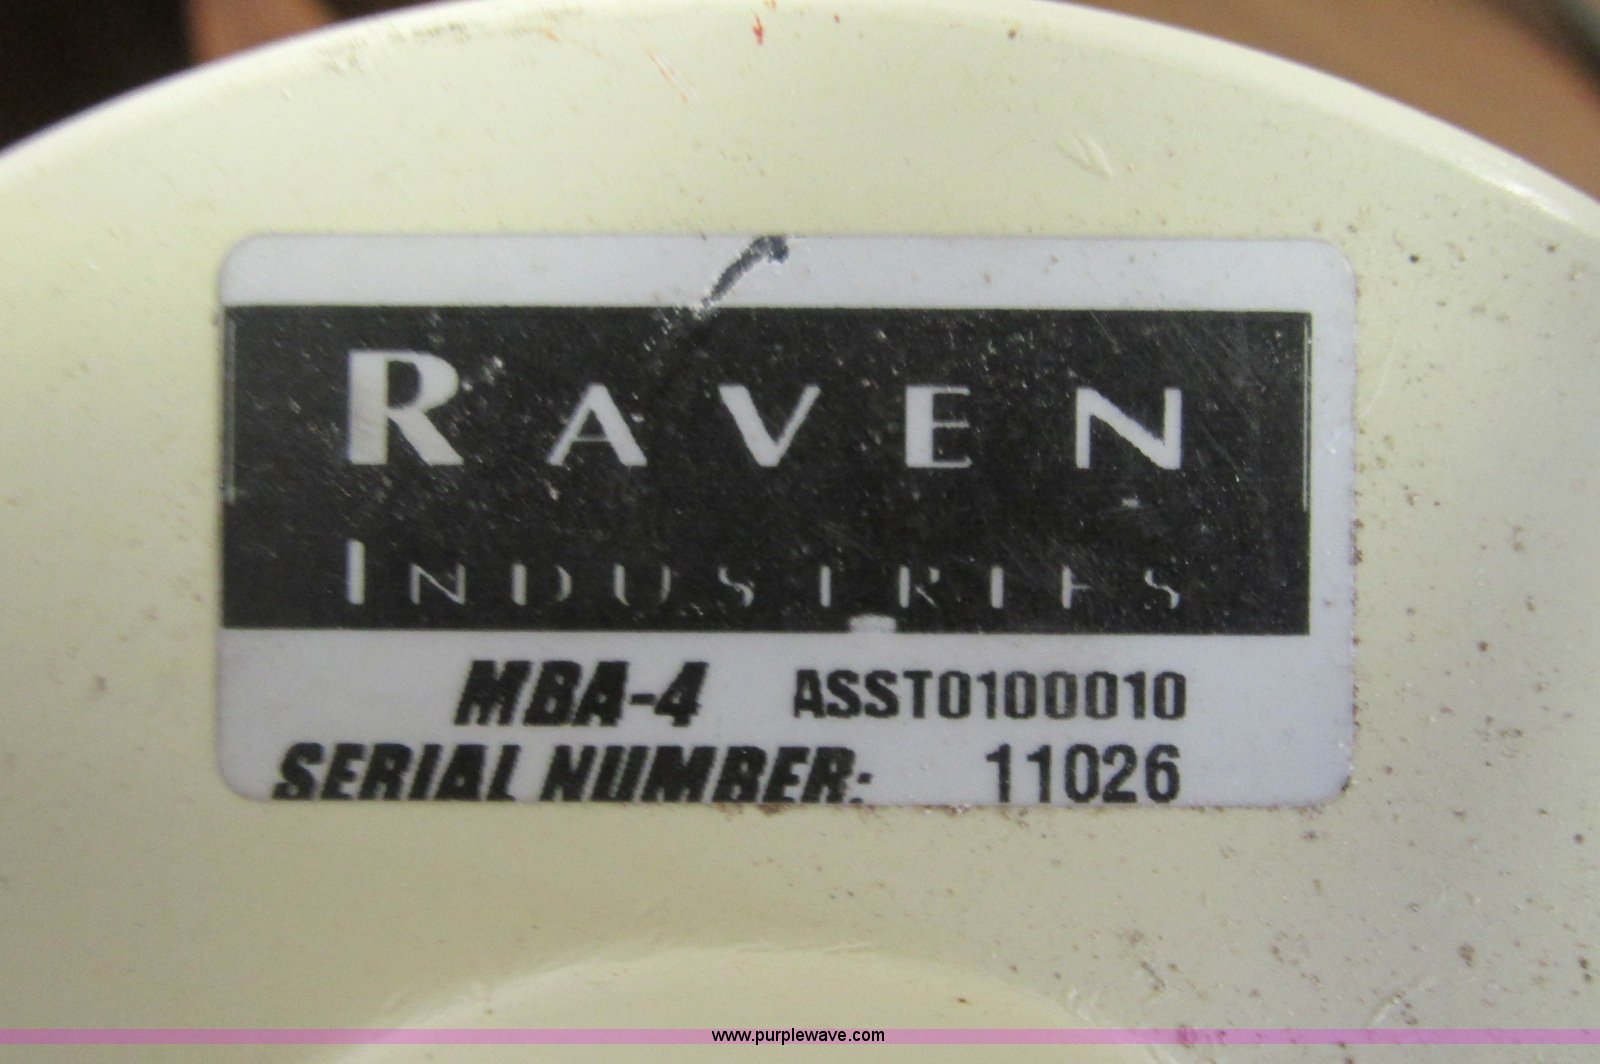 RAVEN
INDUSTRIES
MBA-4 ASST0100010
SERIAL NUMBER: 11026
www.purplewave.com